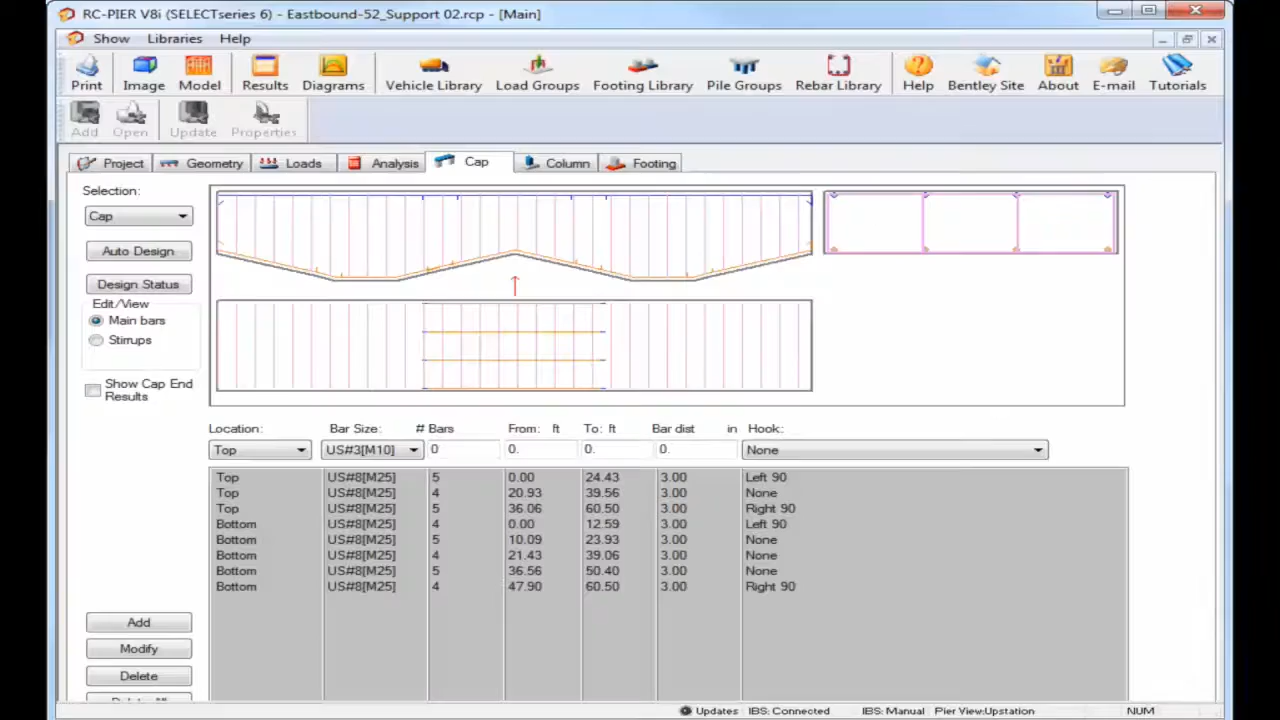 RC-PIER V8i (SELECTseries 6) - Eastbound-52_Support 02.rcp - [Main]
Show Libraries Help
Print Image Model Results Diagrams Vehicle Library Load Groups Footing Library Pile Groups Rebar Library Help Bentley Site About E-mail Tutorials
Add Open Update Properties
Project Geometry Loads Analysis Cap Column Footing
Selection:
Cap
Auto Design
Design Status
Edit/View
Main bars
Stirrups
Show Cap End
Results
Location: Bar Size: # Bars From: ft To: ft Bar dist in Hook:
Top US#3[M10] 0 0. 0. 0. None
Top US#8[M25] 5 0.00 24.43 3.00 Left 90
Top US#8[M25] 4 20.93 39.56 3.00 None
Top US#8[M25] 5 36.06 60.50 3.00 Right 90
Bottom US#8[M25] 4 0.00 12.59 3.00 Left 90
Bottom US#8[M25] 5 10.09 23.93 3.00 None
Bottom US#8[M25] 4 21.43 39.06 3.00 None
Bottom US#8[M25] 5 36.56 50.40 3.00 None
Bottom US#8[M25] 4 47.90 60.50 3.00 Right 90
Add
Modify
Delete
Updates IBS: Connected IBS: Manual Pier View:Upstation NUM